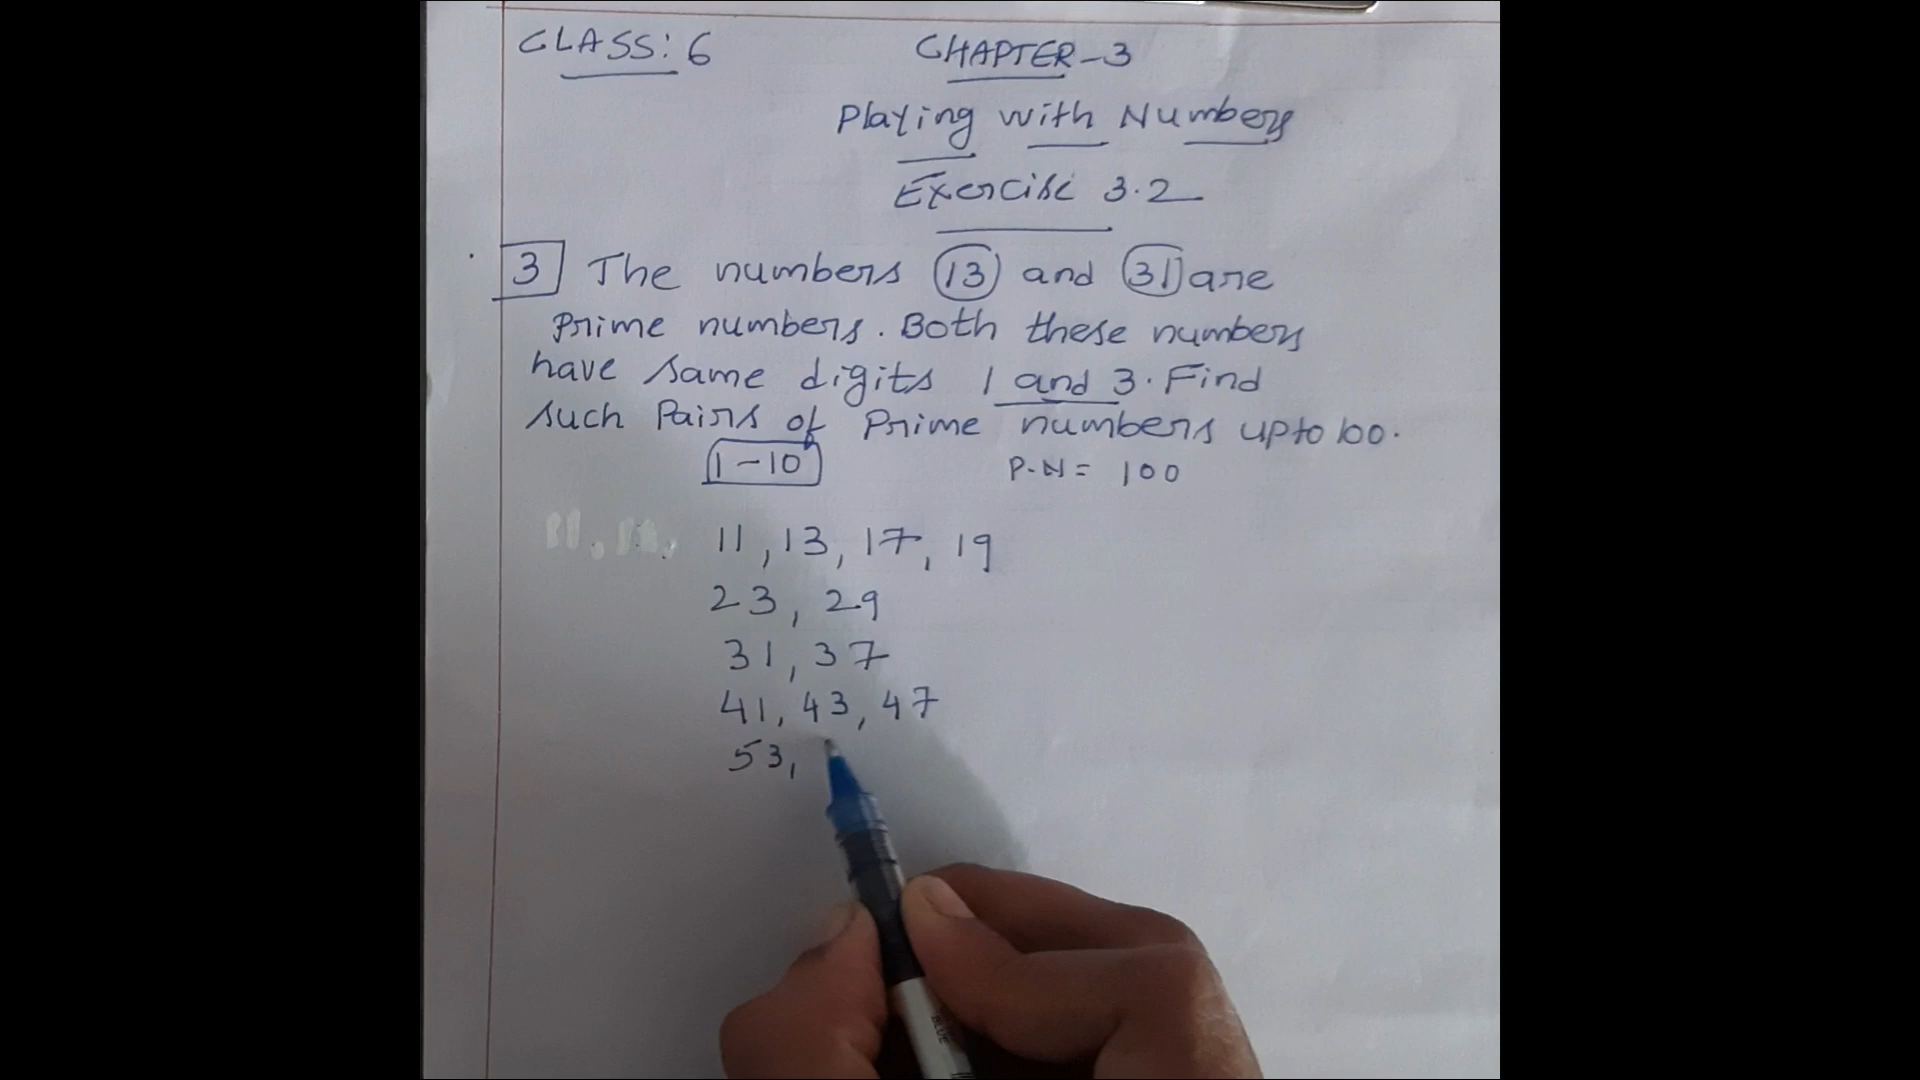 CLASS: 6 CHAPTER-3
Playing with Numbers
Exercise 3.2
3 The numbers 13 and 31 are
Prime numbers. Both these numbers
have same digits 1 and 3. Find
such Pairs of Prime numbers upto 100.
1-10 P.N = 100
11, 13, 17, 19
23, 29
31, 37
41, 43, 47
53,
BLUE